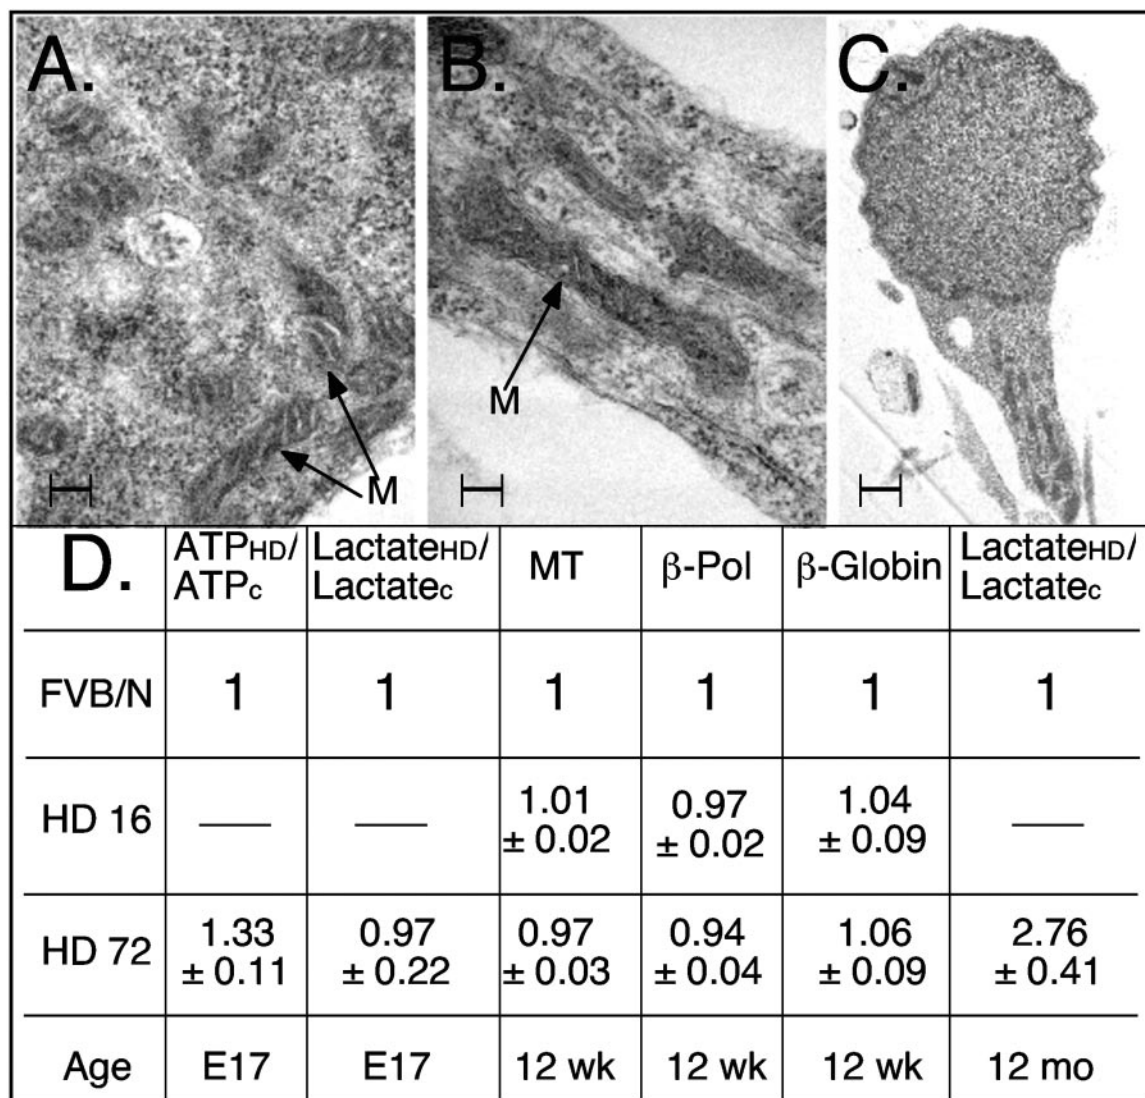 A.
B.
C.
M
M
D.
ATPHD/
ATPc
LactateHD/
Lactatec
MT
β-Pol
β-Globin
LactateHD/
Lactatec
FVB/N
1
1
1
1
1
1
HD 16
—
—
1.01
± 0.02
0.97
± 0.02
1.04
± 0.09
—
HD 72
1.33
± 0.11
0.97
± 0.22
0.97
± 0.03
0.94
± 0.04
1.06
± 0.09
2.76
± 0.41
Age
E17
E17
12 wk
12 wk
12 wk
12 mo